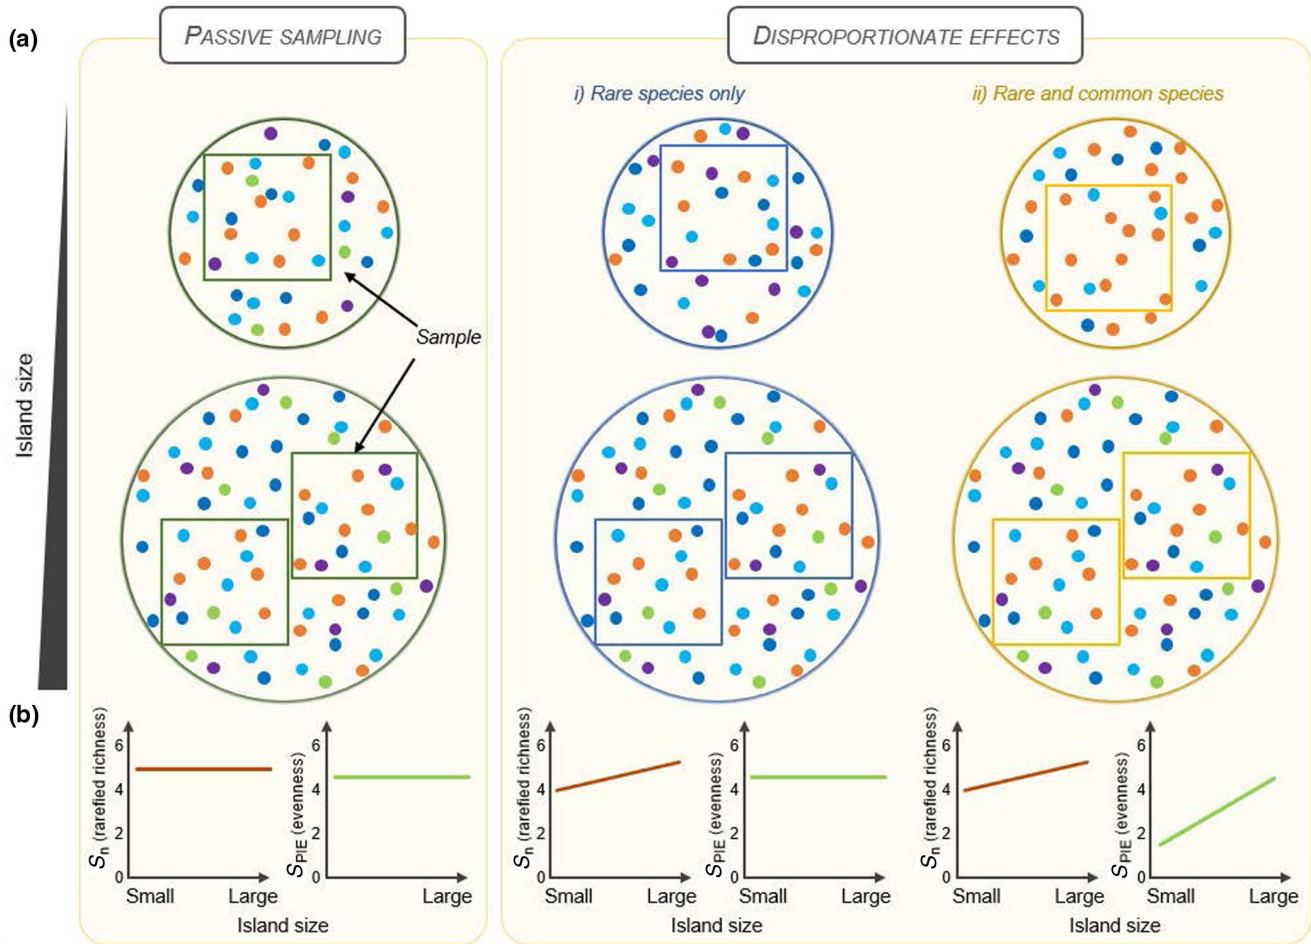 (a)
PASSIVE SAMPLING
DISPROPORTIONATE EFFECTS
i) Rare species only
ii) Rare and common species
Island size
Sample
(b)
Sn (rarefied richness)
6
4
2
0
Small
Large
SPIE (evenness)
6
4
2
0
Large
Island size
Sn (rarefied richness)
6
4
2
0
Small
Large
SPIE (evenness)
6
4
2
0
Small
Large
Island size
Sn (rarefied richness)
6
4
2
0
Small
Large
SPIE (evenness)
6
4
2
0
Small
Large
Island size